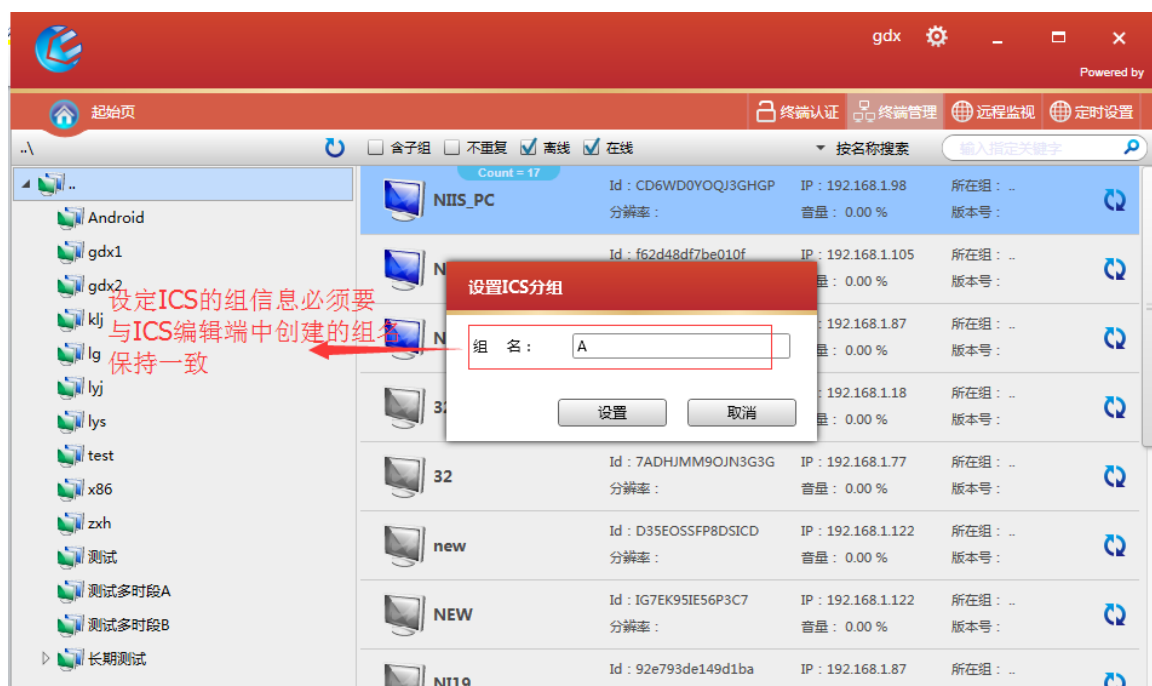 gdx
Powered by
起始页
终端认证 终端管理 远程监视 定时设置
..\
含子组 不重复 离线 在线 按名称搜索 输入指定关键字
..
Android
gdx1
gdx2
klj
lg
lyj
lys
test
x86
zxh
测试
测试多时段A
测试多时段B
长期测试
设定ICS的组信息必须要
与ICS编辑端中创建的组名
保持一致
Count = 17
NIIS_PC
Id : CD6WD0YOQJ3GHGP IP : 192.168.1.98 所在组 : ..
分辨率 : 音量 : 0.00 % 版本号 :
N
Id : f62d48df7be010f IP : 192.168.1.105 所在组 : ..
量 : 0.00 % 版本号 :
N
: 192.168.1.87 所在组 : ..
量 : 0.00 % 版本号 :
设置ICS分组
组 名 : A
设置 取消
: 192.168.1.18 所在组 : ..
量 : 0.00 % 版本号 :
32
Id : 7ADHJMM9OJN3G3G IP : 192.168.1.77 所在组 : ..
分辨率 : 音量 : 0.00 % 版本号 :
new
Id : D35EOSSFP8DSICD IP : 192.168.1.122 所在组 : ..
分辨率 : 音量 : 0.00 % 版本号 :
NEW
Id : IG7EK95IE56P3C7 IP : 192.168.1.122 所在组 : ..
分辨率 : 音量 : 0.00 % 版本号 :
NI19
Id : 92e793de149d1ba IP : 192.168.1.87 所在组 : ..